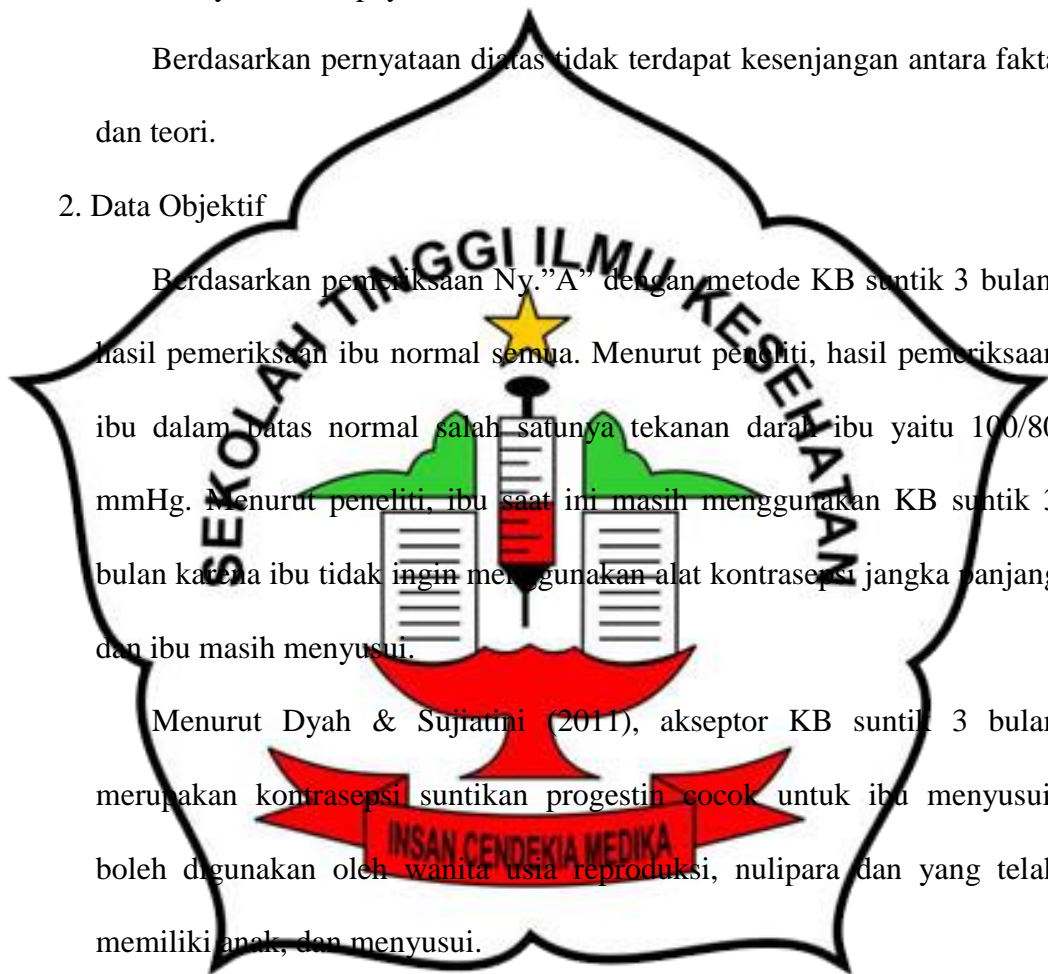 Berdasarkan pernyataan diatas tidak terdapat kesenjangan antara fakta
dan teori.
2. Data Objektif
Berdasarkan pemeriksaan Ny.”A” dengan metode KB suntik 3 bulan
hasil pemeriksaan ibu normal semua. Menurut peneliti, hasil pemeriksaan
ibu dalam batas normal salah satunya tekanan darah ibu yaitu 100/80
mmHg. Menurut peneliti, ibu saat ini masih menggunakan KB suntik 3
bulan karena ibu tidak ingin menggunakan alat kontrasepsi jangka panjang
dan ibu masih menyusui.
Menurut Dyah & Sujiatini (2011), akseptor KB suntik 3 bulan
merupakan kontrasepsi suntikan progestin cocok untuk ibu menyusui
boleh digunakan oleh wanita usia reproduksi, nulipara dan yang telah
memiliki anak, dan menyusui.
SEKOLAH TINGGI ILMU KESEHATAN
INSAN CENDEKIA MEDIKA